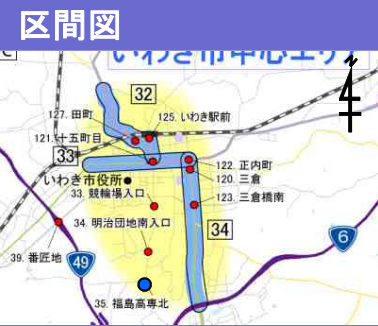 区間図
いわき市中心エリア
32
127. 田町
125. いわき駅前
121. 十五町目
33
122. 正内町
いわき市役所
120. 三倉
33. 競輪場入口
123. 三倉橋南
34. 明治団地南入口
34
6
39. 番匠地
49
35. 福島高専北